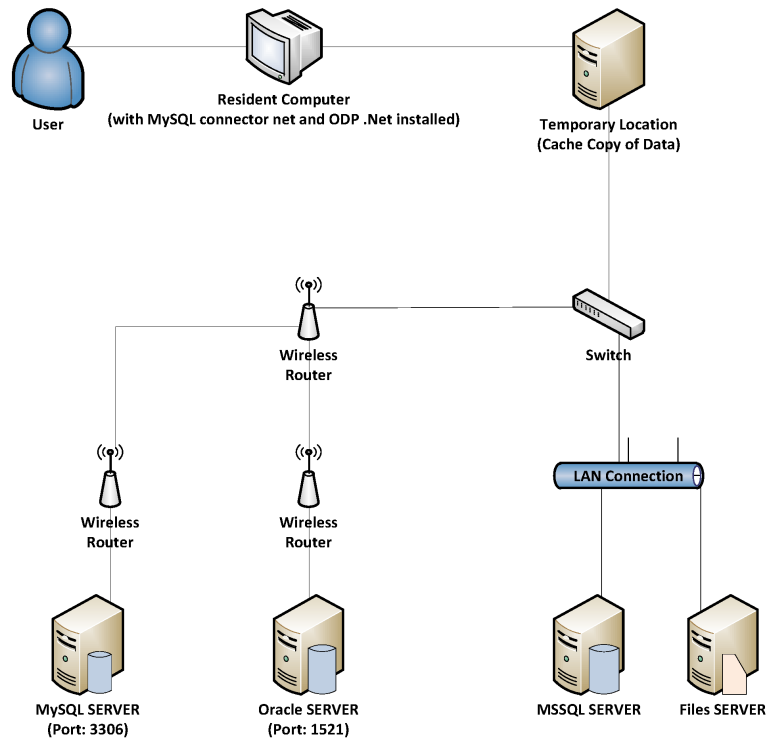 User
Resident Computer
(with MySQL connector net and ODP .Net installed)
Temporary Location
(Cache Copy of Data)
Wireless
Router
Switch
Wireless
Router
Wireless
Router
LAN Connection
MySQL SERVER
(Port: 3306)
Oracle SERVER
(Port: 1521)
MSSQL SERVER
Files SERVER